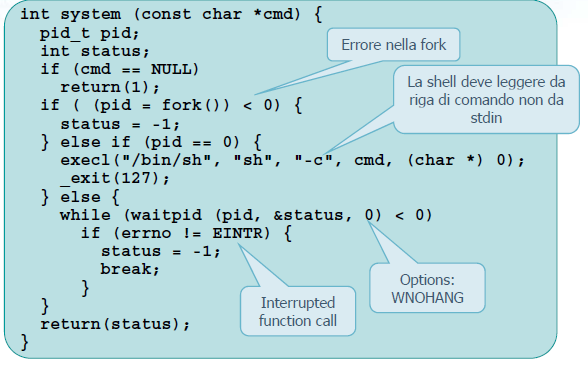 int system (const char *cmd) {
pid_t pid;
int status;
if (cmd == NULL)
return(1);
if ( (pid = fork()) < 0) {
status = -1;
} else if (pid == 0) {
execl("/bin/sh", "sh", "-c", cmd, (char *) 0);
_exit(127);
} else {
while (waitpid (pid, &status, 0) < 0)
if (errno != EINTR) {
status = -1;
break;
}
}
return(status);
}
Errore nella fork
La shell deve leggere da
riga di comando non da
stdin
Options:
WNOHANG
Interrupted
function call